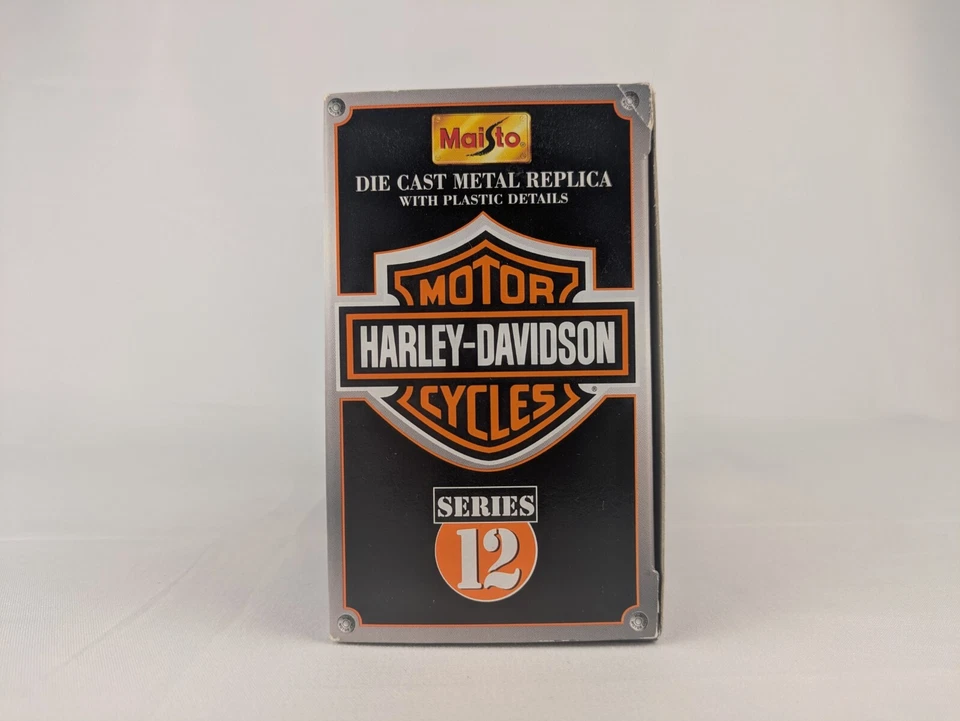 Maisto
DIE CAST METAL REPLICA
WITH PLASTIC DETAILS
MOTOR
HARLEY-DAVIDSON
CYCLES
®
SERIES
12